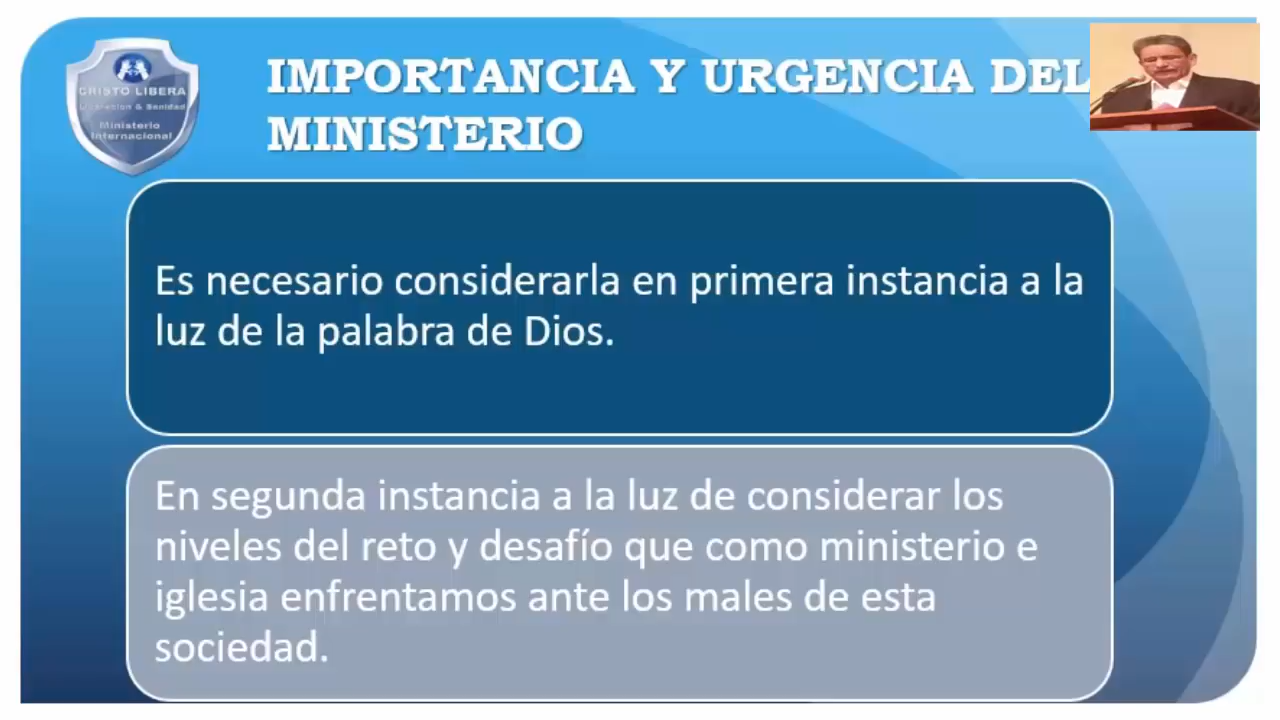 CRISTO LIBERA
Liberación & Sanidad
Ministerio
Internacional
IMPORTANCIA Y URGENCIA DEL
MINISTERIO
Es necesario considerarla en primera instancia a la
luz de la palabra de Dios.
En segunda instancia a la luz de considerar los
niveles del reto y desafío que como ministerio e
iglesia enfrentamos ante los males de esta
sociedad.